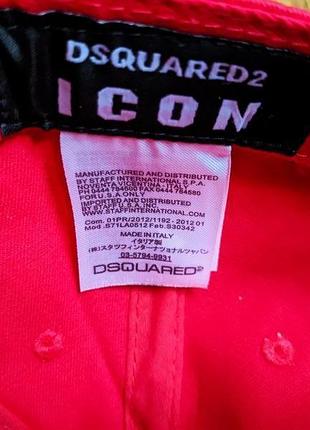 DSQUARED2
ICON
MANUFACTURED AND DISTRIBUTED
BY STAFF INTERNATIONAL S.P.A.
NOVENTA VICENTINA - ITALY
PH 0444 784500 FAX 0444 784580
FOR U.S.A. ONLY
IMPORTED AND DISTRIBUTED
BY STAFF U.S.A., INC.
WWW.STAFFINTERNATIONAL.COM
Com. 01PR/2012/1192 - 2012 01
Mod. S71LA0512 Fab.S30342
MADE IN ITALY
イタリア製
(株)スタッフインターナショナルジャパン
03-5794-9931
DSQUARED2